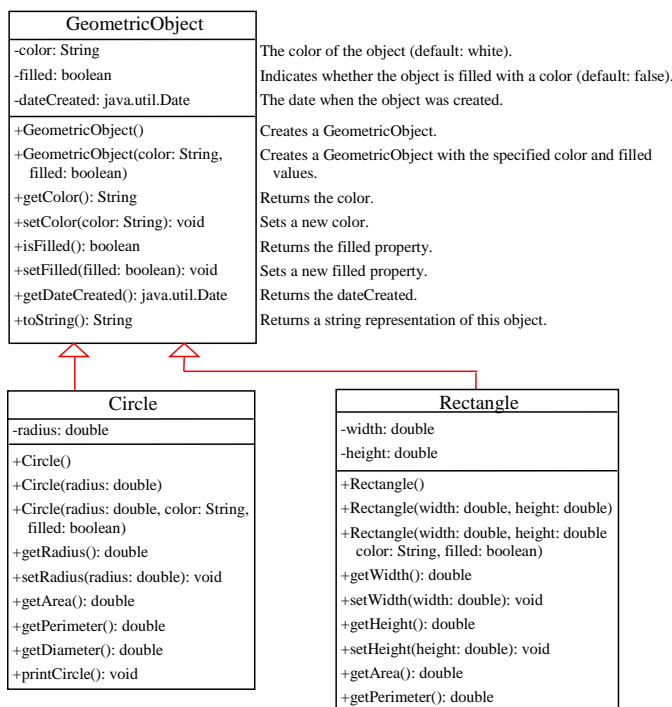 GeometricObject
-color: String
The color of the object (default: white).
-filled: boolean
Indicates whether the object is filled with a color (default: false).
-dateCreated: java.util.Date
The date when the object was created.
+GeometricObject()
Creates a GeometricObject.
+GeometricObject(color: String,
filled: boolean)
Creates a GeometricObject with the specified color and filled
values.
+getColor(): String
Returns the color.
+setColor(color: String): void
Sets a new color.
+isFilled(): boolean
Returns the filled property.
+setFilled(filled: boolean): void
Sets a new filled property.
+getDateCreated(): java.util.Date
Returns the dateCreated.
+toString(): String
Returns a string representation of this object.
Circle
-radius: double
+Circle()
+Circle(radius: double)
+Circle(radius: double, color: String,
filled: boolean)
+getRadius(): double
+setRadius(radius: double): void
+getArea(): double
+getPerimeter(): double
+getDiameter(): double
+printCircle(): void
Rectangle
-width: double
-height: double
+Rectangle()
+Rectangle(width: double, height: double)
+Rectangle(width: double, height: double
color: String, filled: boolean)
+getWidth(): double
+setWidth(width: double): void
+getHeight(): double
+setHeight(height: double): void
+getArea(): double
+getPerimeter(): double